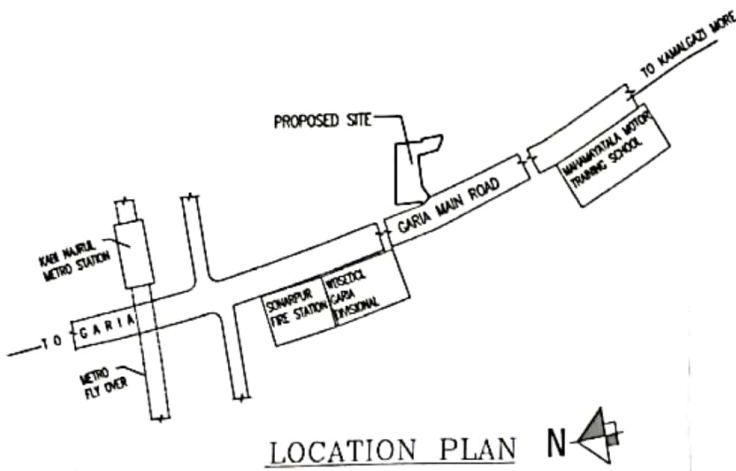 TO KAMALGAZI MORE
PROPOSED SITE
MAHAMAYATALA MOTOR
TRAINING SCHOOL
GARIA MAIN ROAD
KABI NAJRUL
METRO STATION
SONARPUR
FIRE STATION
WBSEDCL
GARIA
DIVISIONAL
TO GARIA
METRO
FLY OVER
LOCATION PLAN
N